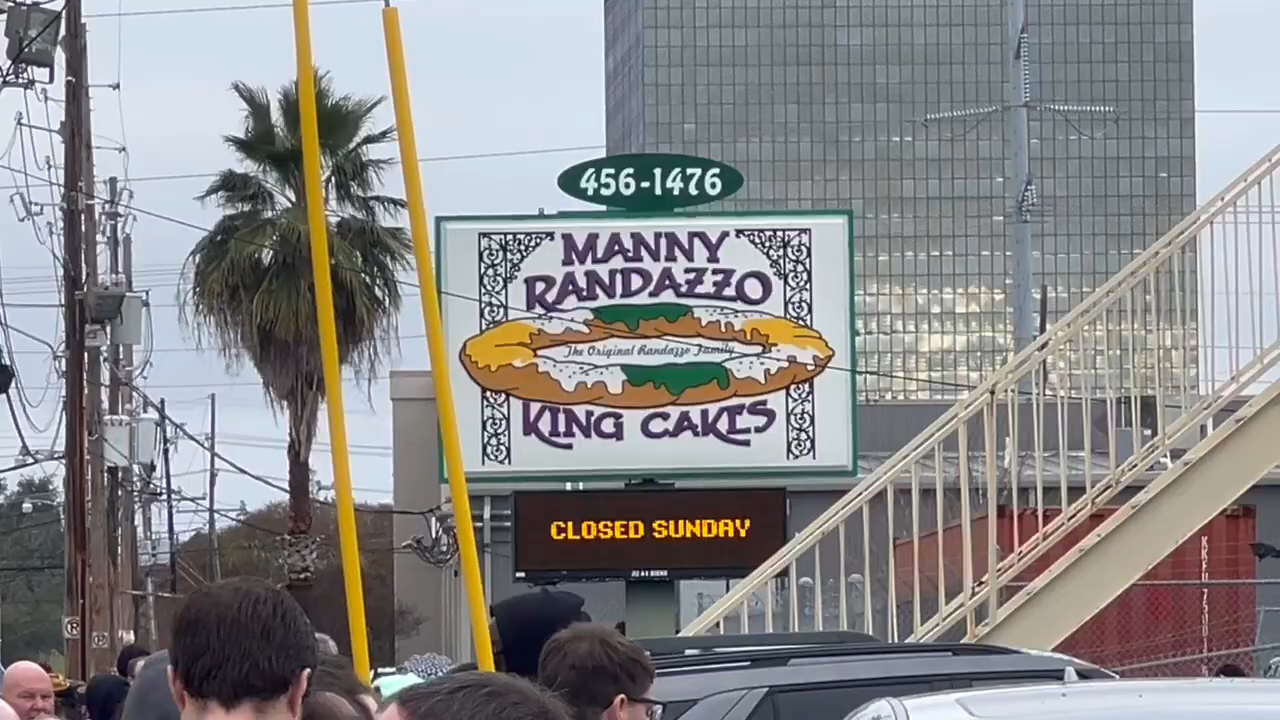 456-1476
MANNY
RANDAZZO
The Original Randazzo Family
KING CAKES
CLOSED SUNDAY